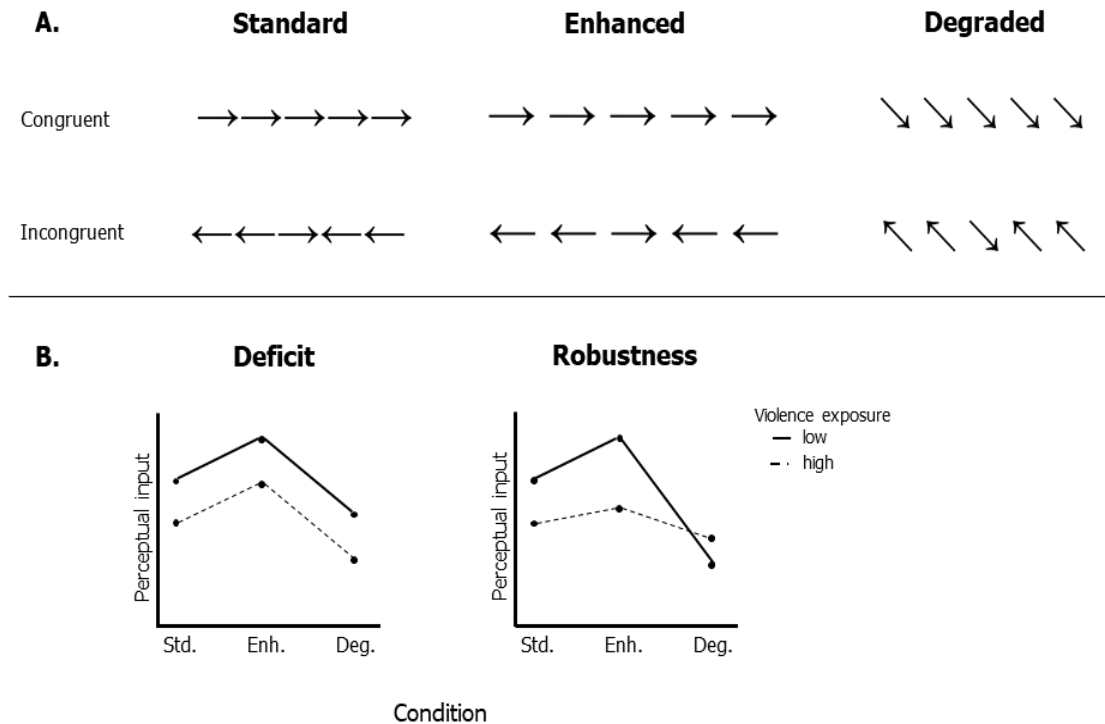 A. Standard Enhanced Degraded
Congruent
Incongruent
B. Deficit Robustness
Perceptual input
Std. Enh. Deg.
Perceptual input
Std. Enh. Deg.
Violence exposure
low
high
Condition